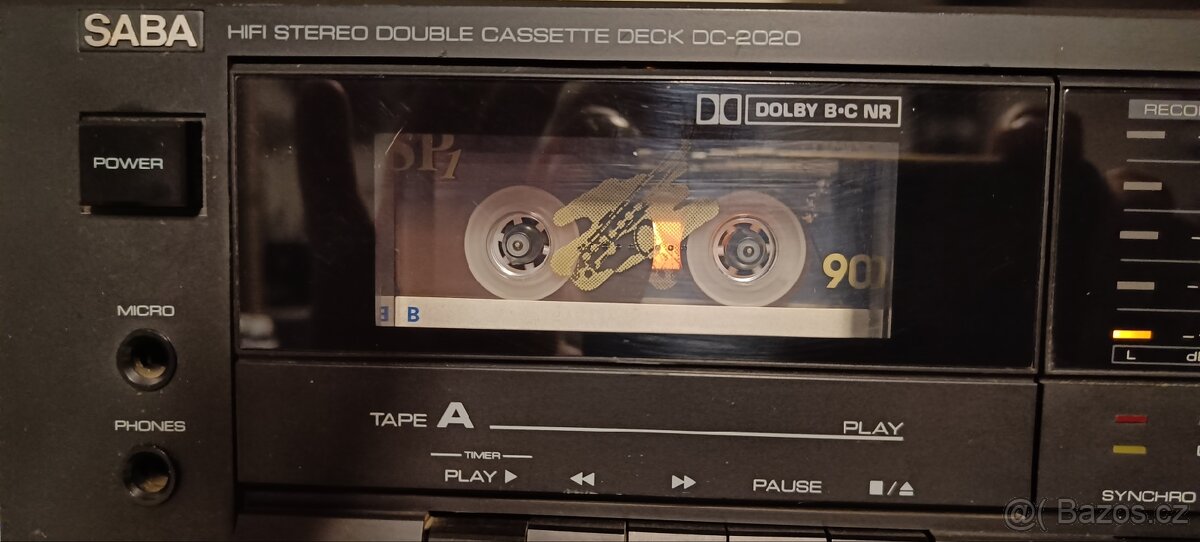 SABA
HIFI STEREO DOUBLE CASSETTE DECK DC-2020
DOLBY B·C NR
POWER
SP1
90
B
MICRO
PHONES
TAPE A
PLAY
TIMER
PLAY
PAUSE
L
SYNCHRO
@( Bazos.cz